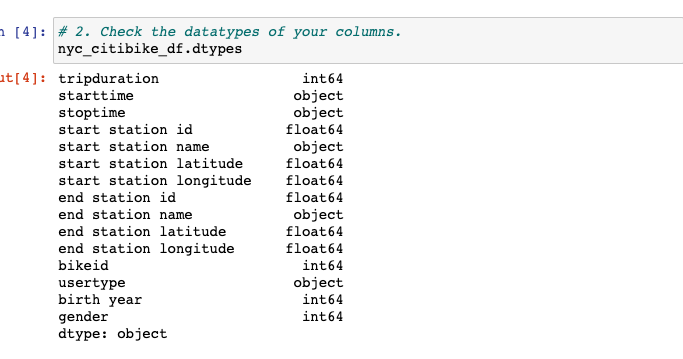 n [4]: # 2. Check the datatypes of your columns.
nyc_citibike_df.dtypes
ut[4]: tripduration int64
starttime object
stoptime object
start station id float64
start station name object
start station latitude float64
start station longitude float64
end station id float64
end station name object
end station latitude float64
end station longitude float64
bikeid int64
usertype object
birth year int64
gender int64
dtype: object